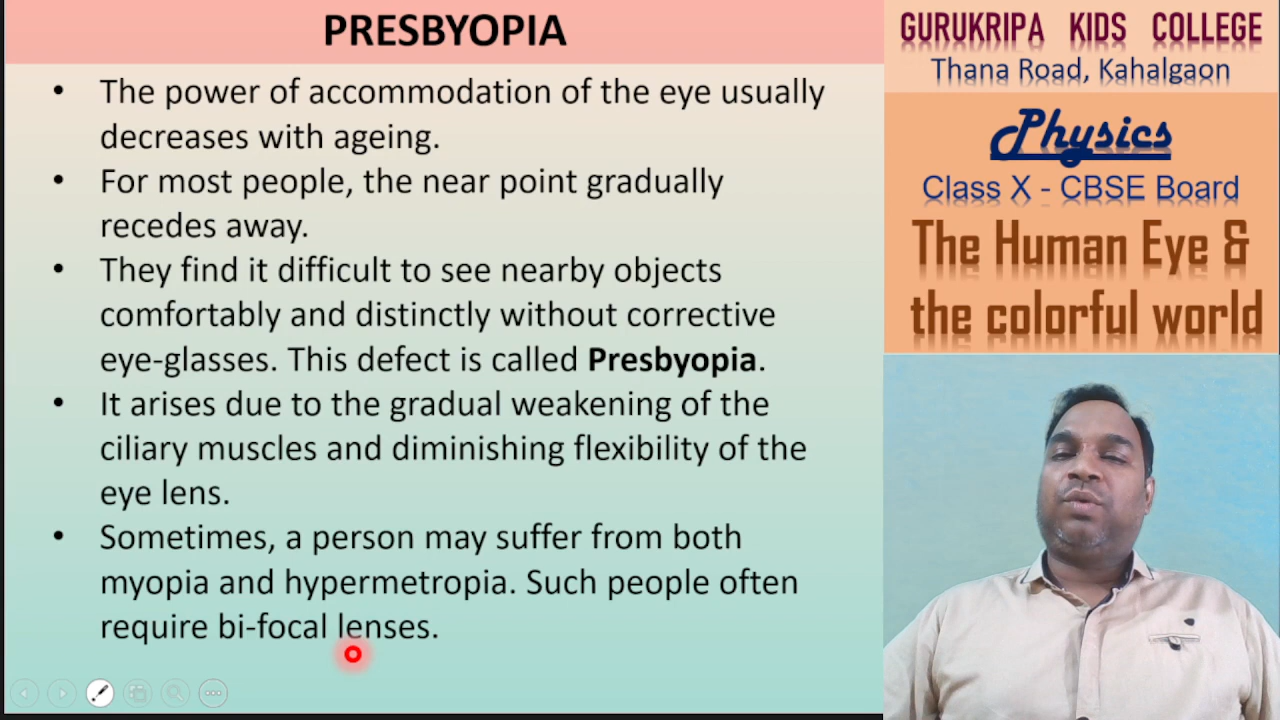 PRESBYOPIA
• The power of accommodation of the eye usually
decreases with ageing.
• For most people, the near point gradually
recedes away.
• They find it difficult to see nearby objects
comfortably and distinctly without corrective
eye-glasses. This defect is called Presbyopia.
• It arises due to the gradual weakening of the
ciliary muscles and diminishing flexibility of the
eye lens.
• Sometimes, a person may suffer from both
myopia and hypermetropia. Such people often
require bi-focal lenses.
GURUKRIPA KIDS COLLEGE
Thana Road, Kahalgaon
Physics
Class X - CBSE Board
The Human Eye &
the colorful world